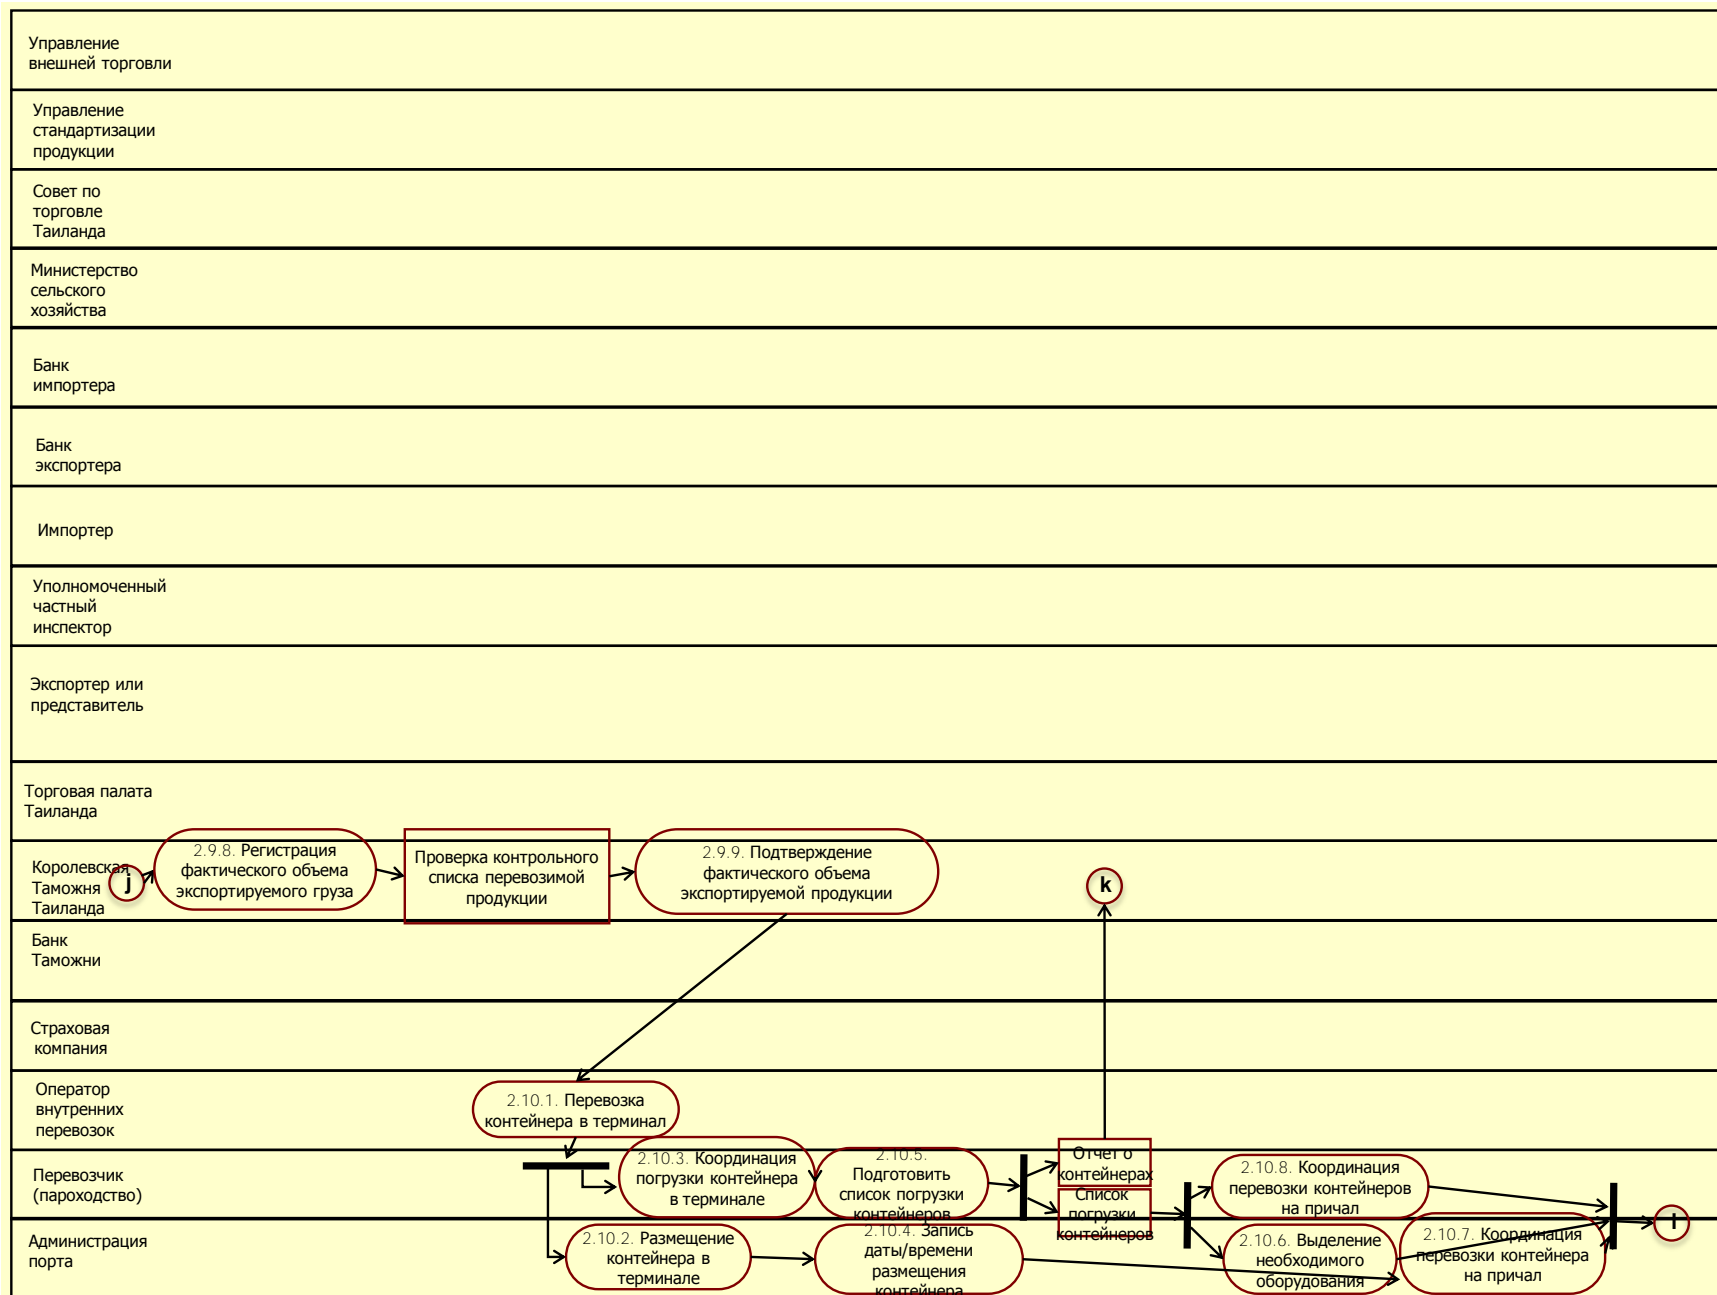 Управление
внешней торговли
Управление
стандартизации
продукции
Совет по
торговле
Таиланда
Министерство
сельского
хозяйства
Банк
импортера
Банк
экспортера
Импортер
Уполномоченный
частный
инспектор
Экспортер или
представитель
Торговая палата
Таиланда
Королевская
Таможня
Таиланда
j
2.9.8. Регистрация
фактического объема
экспортируемого груза
Проверка контрольного
списка перевозимой
продукции
2.9.9. Подтверждение
фактического объема
экспортируемой продукции
k
Банк
Таможни
Страховая
компания
Оператор
внутренних
перевозок
2.10.1. Перевозка
контейнера в терминал
Перевозчик
(пароходство)
2.10.3. Координация
погрузки контейнера
в терминале
2.10.5.
Подготовить
список погрузки
контейнеров
Отчет о
контейнерах
Список
погрузки
контейнеров
2.10.8. Координация
перевозки контейнеров
на причал
l
Администрация
порта
2.10.2. Размещение
контейнера в
терминале
2.10.4. Запись
даты/времени
размещения
контейнера
2.10.6. Выделение
необходимого
оборудования
2.10.7. Координация
перевозки контейнера
на причал